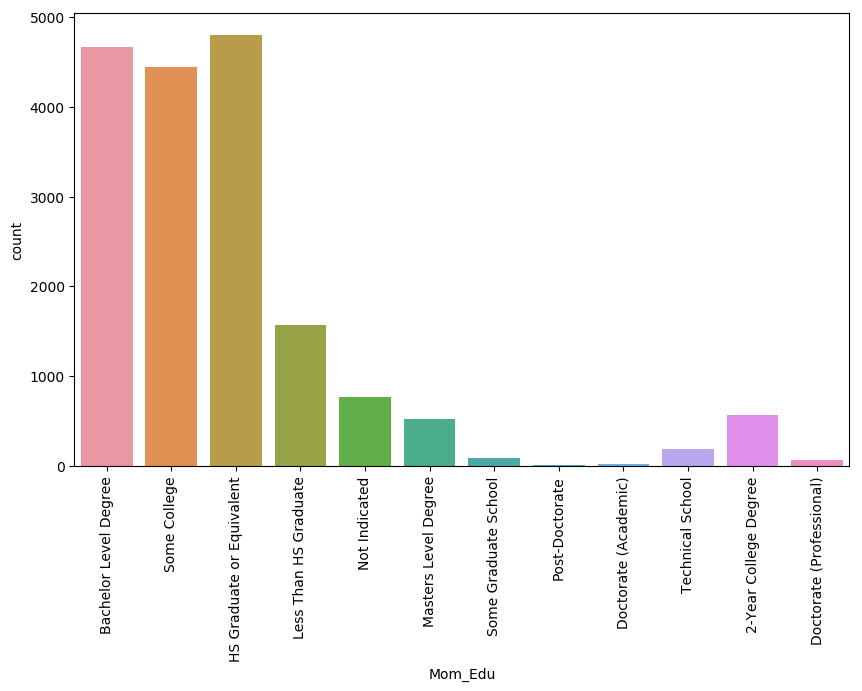 5000
4000
3000
2000
1000
0
count
Bachelor Level Degree
Some College
HS Graduate or Equivalent
Less Than HS Graduate
Not Indicated
Masters Level Degree
Some Graduate School
Post-Doctorate
Doctorate (Academic)
Technical School
2-Year College Degree
Doctorate (Professional)
Mom_Edu